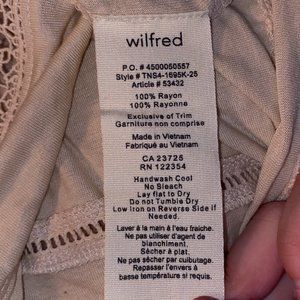 wilfred
P.O. # 4500050557
Style # TNS4-1695K-25
Article # 53432
100% Rayon
100% Rayonne
Exclusive of Trim
Garniture non comprise
Made in Vietnam
Fabriqué au Vietnam
CA 23725
RN 122354
Handwash Cool
No Bleach
Lay flat to Dry
Do not Tumble Dry
Low Iron on Reverse Side if
Needed.
Laver à la main à l'eau fraiche.
Ne pas utiliser d'agent de
blanchiment.
Sécher à plat.
Ne pas sécher par culbutage.
Repasser l'envers à
basse température si requis.